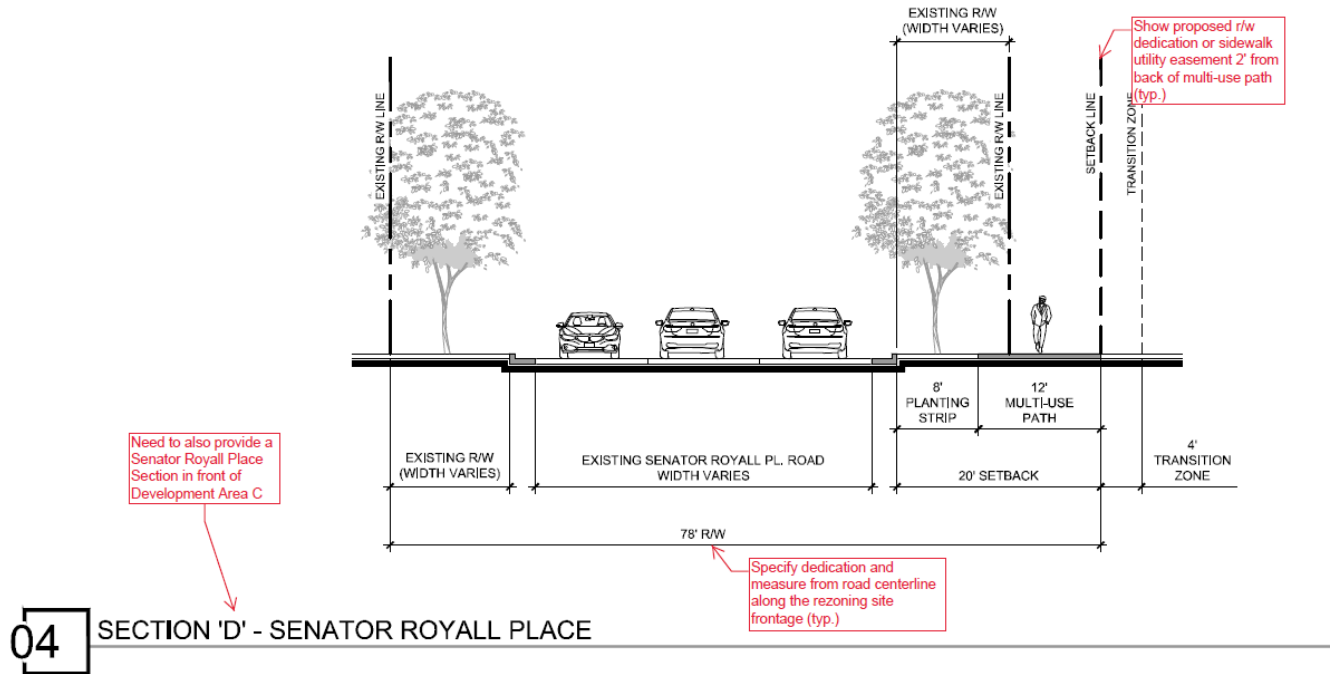 EXISTING R/W
(WIDTH VARIES)
Show proposed r/w
dedication or sidewalk
utility easement 2' from
back of multi-use path
(typ.)
EXISTING R/W LINE
EXISTING R/W LINE
SETBACK LINE
TRANSITION ZONE
8'
PLANTING
STRIP
12'
MULTI-USE
PATH
Need to also provide a
Senator Royall Place
Section in front of
Development Area C
EXISTING R/W
(WIDTH VARIES)
EXISTING SENATOR ROYALL PL. ROAD
WIDTH VARIES
20' SETBACK
4'
TRANSITION
ZONE
78' R/W
Specify dedication and
measure from road centerline
along the rezoning site
frontage (typ.)
04
SECTION 'D' - SENATOR ROYALL PLACE